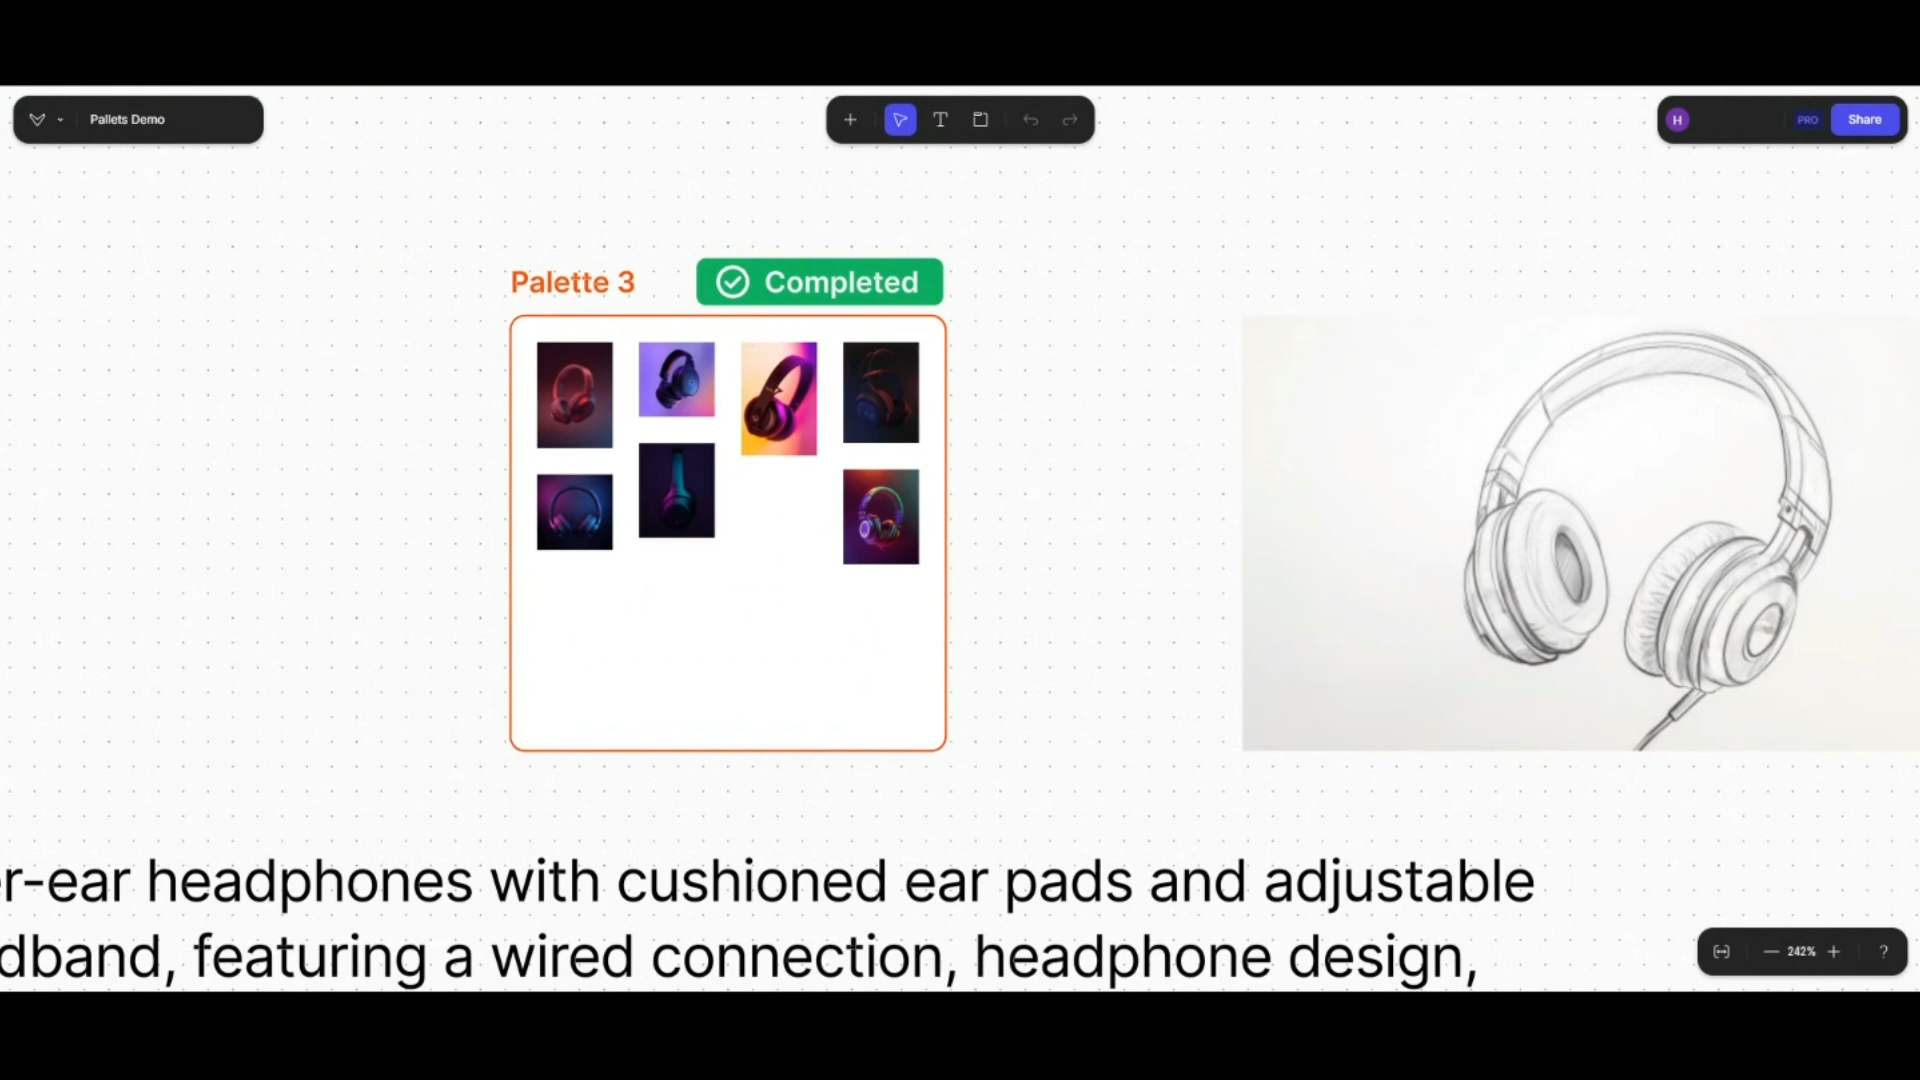 Pallets Demo
H
PRO
Share
Palette 3
Completed
r-ear headphones with cushioned ear pads and adjustable
dband, featuring a wired connection, headphone design,
242%
?